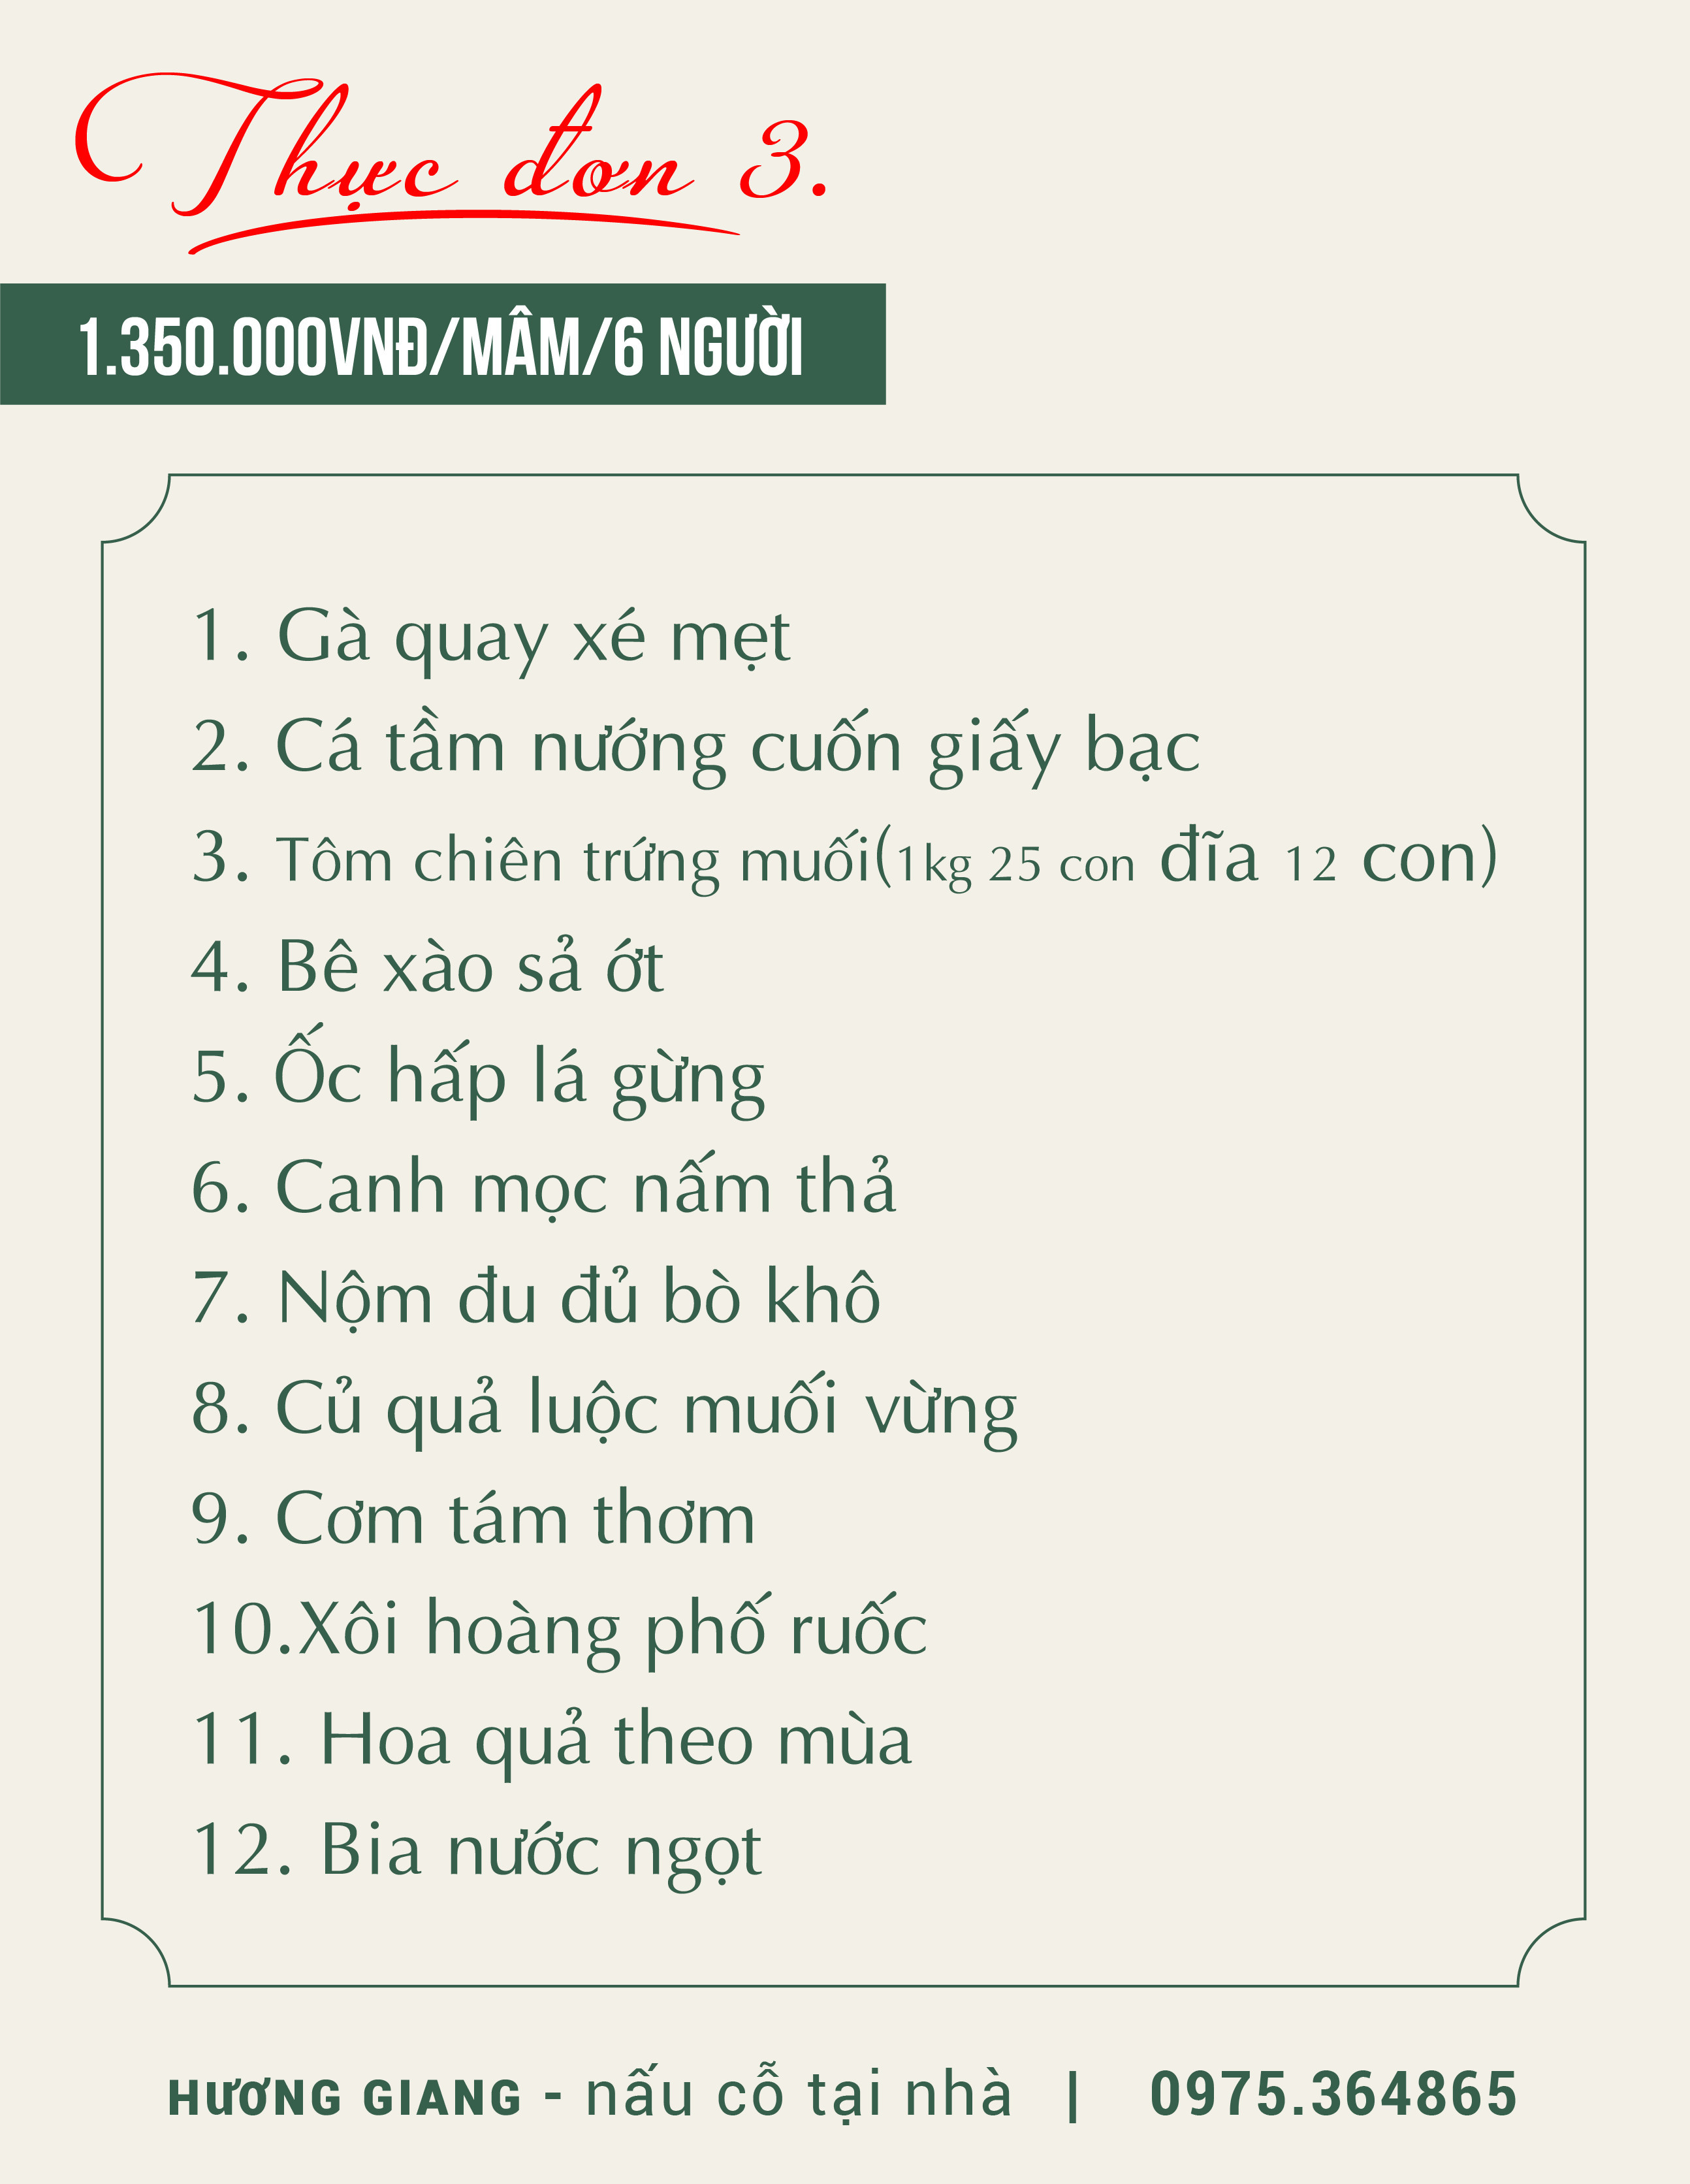 Thực đơn 3.
1.350.000VNĐ/MÂM/6 NGƯỜI
1. Gà quay xé mẹt
2. Cá tầm nướng cuốn giấy bạc
3. Tôm chiên trứng muối(1kg 25 con đĩa 12 con)
4. Bê xào sả ớt
5. Ốc hấp lá gừng
6. Canh mọc nấm thả
7. Nộm đu đủ bò khô
8. Củ quả luộc muối vừng
9. Cơm tám thơm
10.Xôi hoàng phố ruốc
11. Hoa quả theo mùa
12. Bia nước ngọt
HươNG GIANG - nấu cỗ tại nhà | 0975.364865